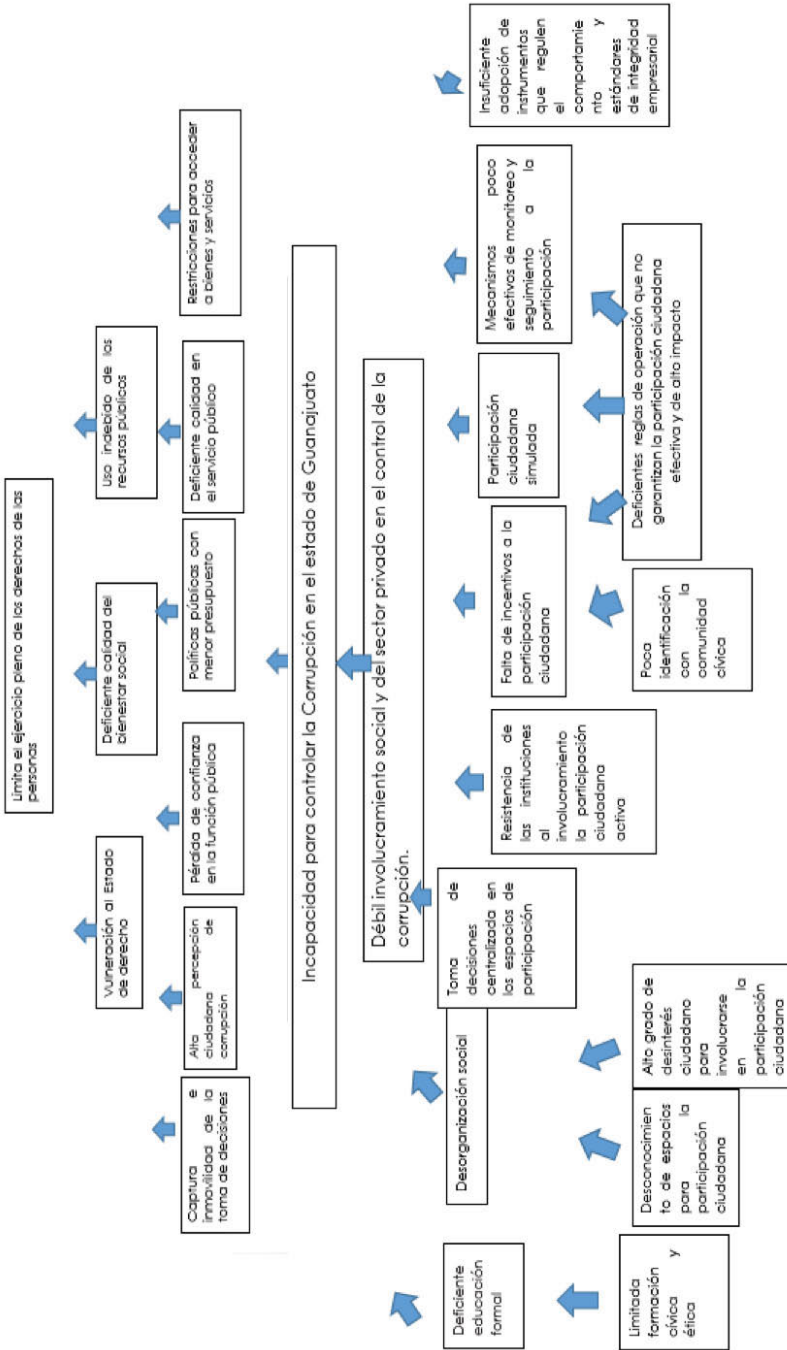 Limita el ejercicio pleno de los derechos de las
personas
Vulneración al Estado
de derecho
Deficiente calidad del
bienestar social
Uso indebido de los
recursos públicos
Captura e
inmovilidad de la
toma de decisiones
Alta percepción
ciudadana de
corrupción
Pérdida de confianza
en la función pública
Políticas públicas con
menor presupuesto
Deficiente calidad en
el servicio público
Restricciones para acceder
a bienes y servicios
Incapacidad para controlar la Corrupción en el estado de Guanajuato
Débil involucramiento social y del sector privado en el control de la
corrupción.
Deficiente
educación
formal
Desorganización social
Toma de
decisiones
centralizada en
los espacios de
participación
Resistencia de
las instituciones
al
involucramiento
la participación
ciudadana
activa
Falta de incentivos a la
participación
ciudadana
Participación
ciudadana
simulada
Mecanismos poco
efectivos de monitoreo y
seguimiento a la
participación
Insuficiente
adopción de
instrumentos
que regulen
el
comportamie
nto y
estándares
de integridad
empresarial
Limitada
formación
cívica y
ética
Desconocimien
to de espacios
para la
participación
ciudadana
Alto grado de
desinterés
ciudadano
para
involucrarse
en la
participación
ciudadana
Poca
identificación
con la
comunidad
cívica
Deficientes reglas de operación que no
garantizan la participación ciudadana
efectiva y de alto impacto